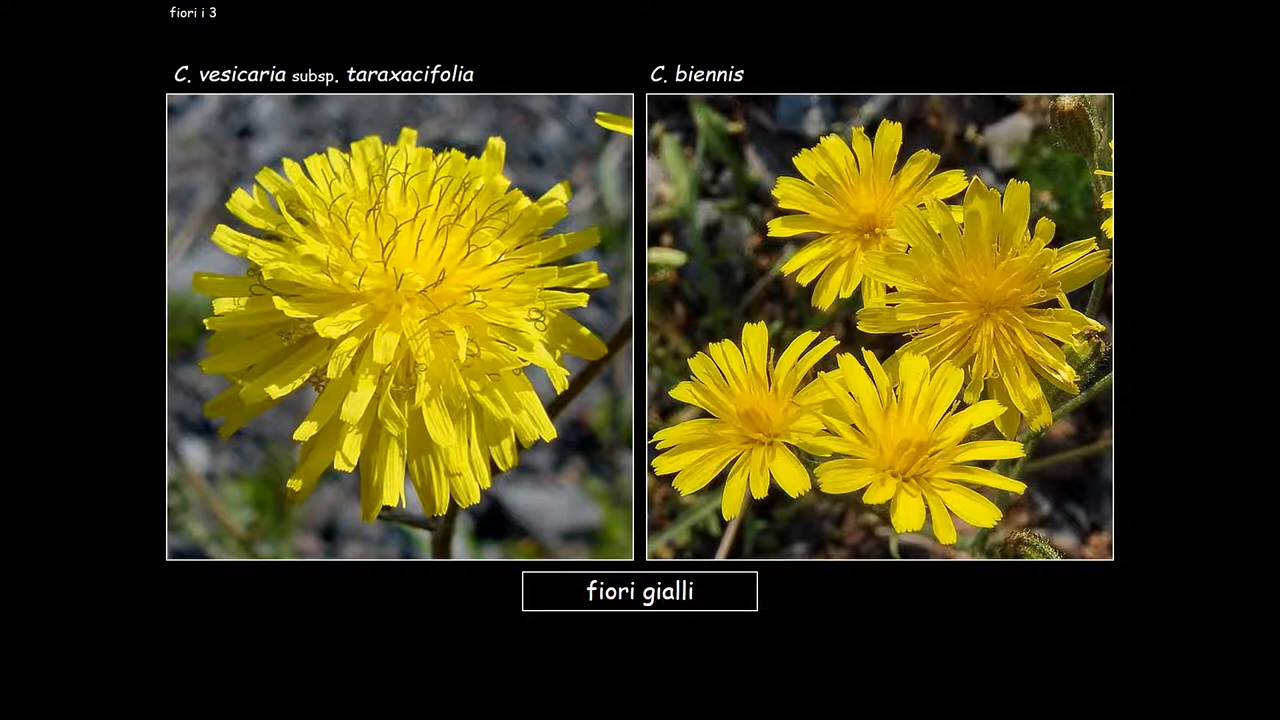 fiori i 3
C. vesicaria subsp. taraxacifolia
C. biennis
fiori gialli